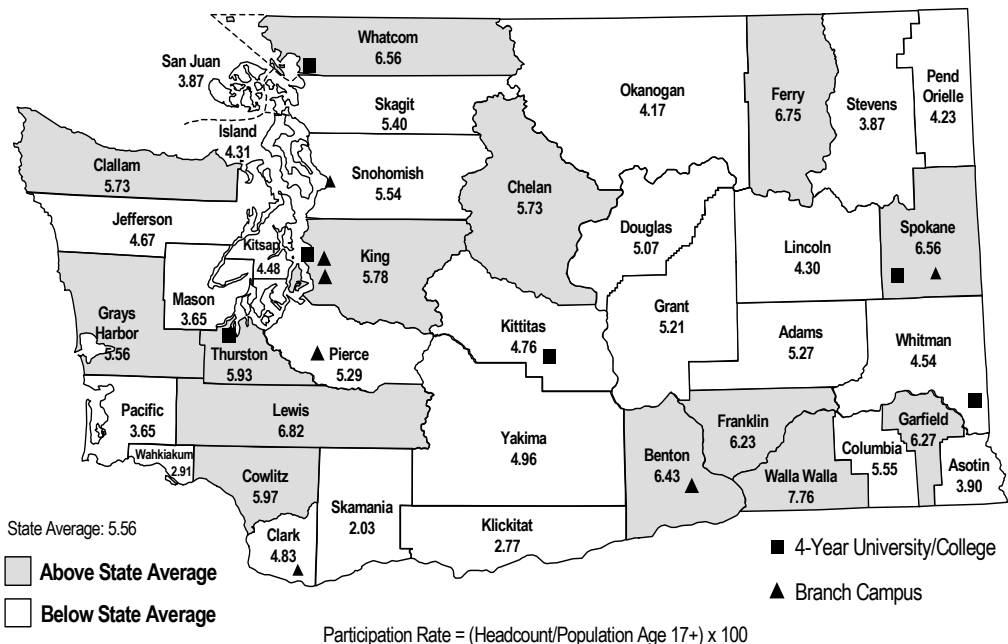 Whatcom
6.56
San Juan
3.87
Skagit
5.40
Island
4.31
Okanogan
4.17
Ferry
6.75
Stevens
3.87
Pend
Orielle
4.23
Clallam
5.73
Snohomish
5.54
Chelan
5.73
Jefferson
4.67
Kitsap
4.48
King
5.78
Douglas
5.07
Lincoln
4.30
Spokane
6.56
Mason
3.65
Grays
Harbor
5.56
Thurston
5.93
Pierce
5.29
Kittitas
4.76
Grant
5.21
Adams
5.27
Whitman
4.54
Pacific
3.65
Lewis
6.82
Wahkiakum
2.91
Cowlitz
5.97
Yakima
4.96
Benton
6.43
Franklin
6.23
Walla Walla
7.76
Columbia
5.55
Garfield
6.27
Asotin
3.90
Skamania
2.03
Clark
4.83
Klickitat
2.77
State Average: 5.56
Above State Average
Below State Average
4-Year University/College
Branch Campus
Participation Rate = (Headcount/Population Age 17+) x 100